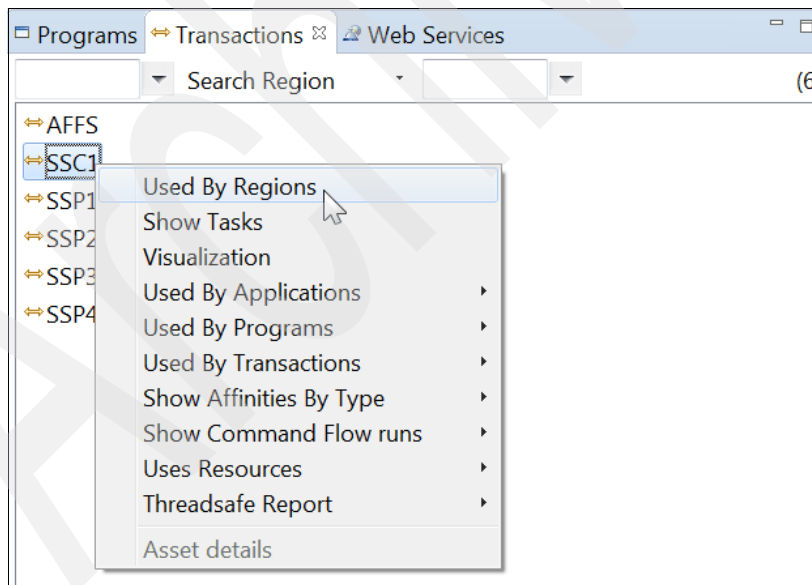 Programs Transactions Web Services
Search Region (6
AFFS
SSC1
Used By Regions
SSP1
Show Tasks
SSP2
Visualization
SSP3
Used By Applications
SSP4
Used By Programs
Used By Transactions
Show Affinities By Type
Show Command Flow runs
Uses Resources
Threadsafe Report
Asset details